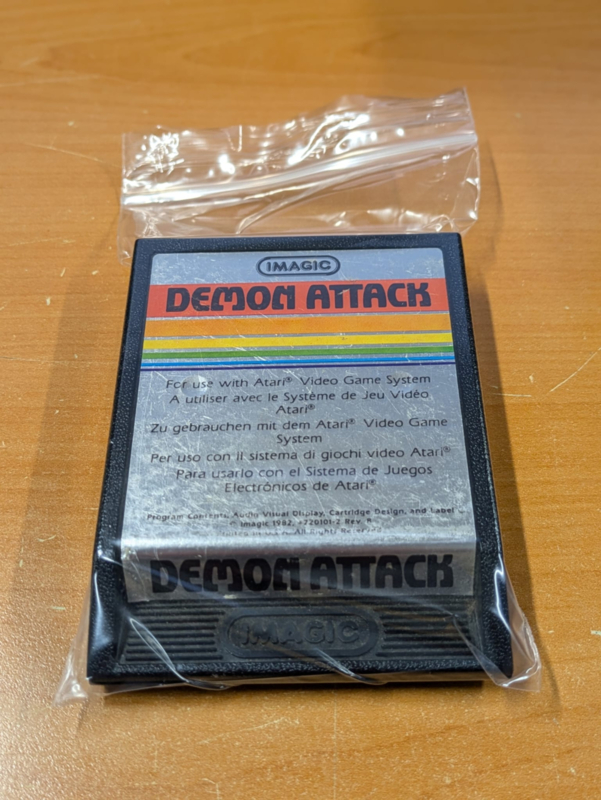 IMAGIC
DEMON ATTACK
For use with Atari® Video Game System
A utiliser avec le Système de Jeu Vidéo
Atari®
Zu gebrauchen mit dem Atari® Video Game
System
Per uso con il sistema di giochi video Atari®
Para usarlo con el Sistema de Juegos
Electrónicos de Atari®
Program Contents, Audio Visual Display, Cartridge Design, and Label
© Imagic 1982, Rev.
All Rights
DEMON ATTACK
IMAGIC